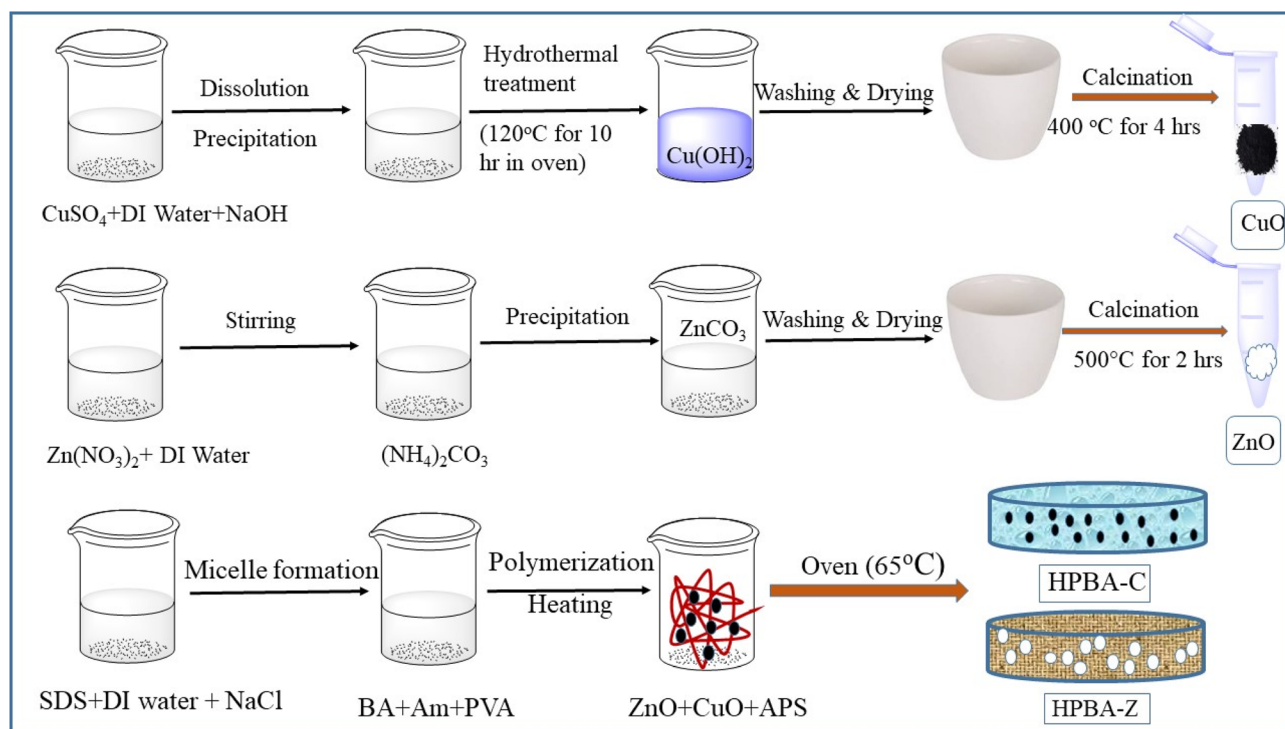 Dissolution
Precipitation
Hydrothermal
treatment
(120°C for 10
hr in oven)
Cu(OH)₂
Washing & Drying
Calcination
400 °C for 4 hrs
CuSO₄+DI Water+NaOH
CuO
Stirring
Precipitation
ZnCO₃
Washing & Drying
Calcination
500°C for 2 hrs
Zn(NO₃)₂+ DI Water
(NH₄)₂CO₃
ZnO
Micelle formation
Polymerization
Heating
Oven (65°C)
HPBA-C
SDS+DI water + NaCl
BA+Am+PVA
ZnO+CuO+APS
HPBA-Z